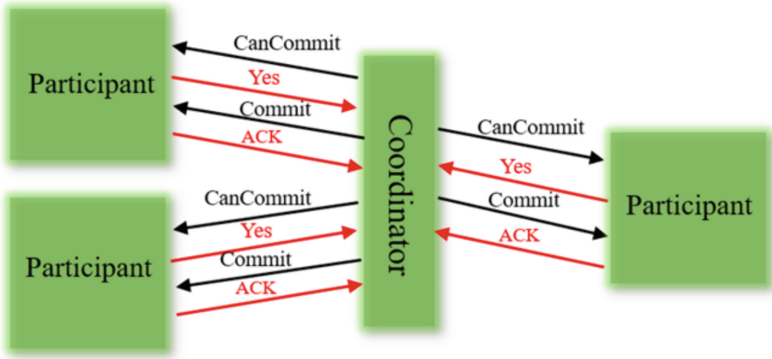 Participant
CanCommit
Yes
Commit
ACK
Participant
CanCommit
Yes
Commit
ACK
Coordinator
CanCommit
Yes
Commit
ACK
Participant